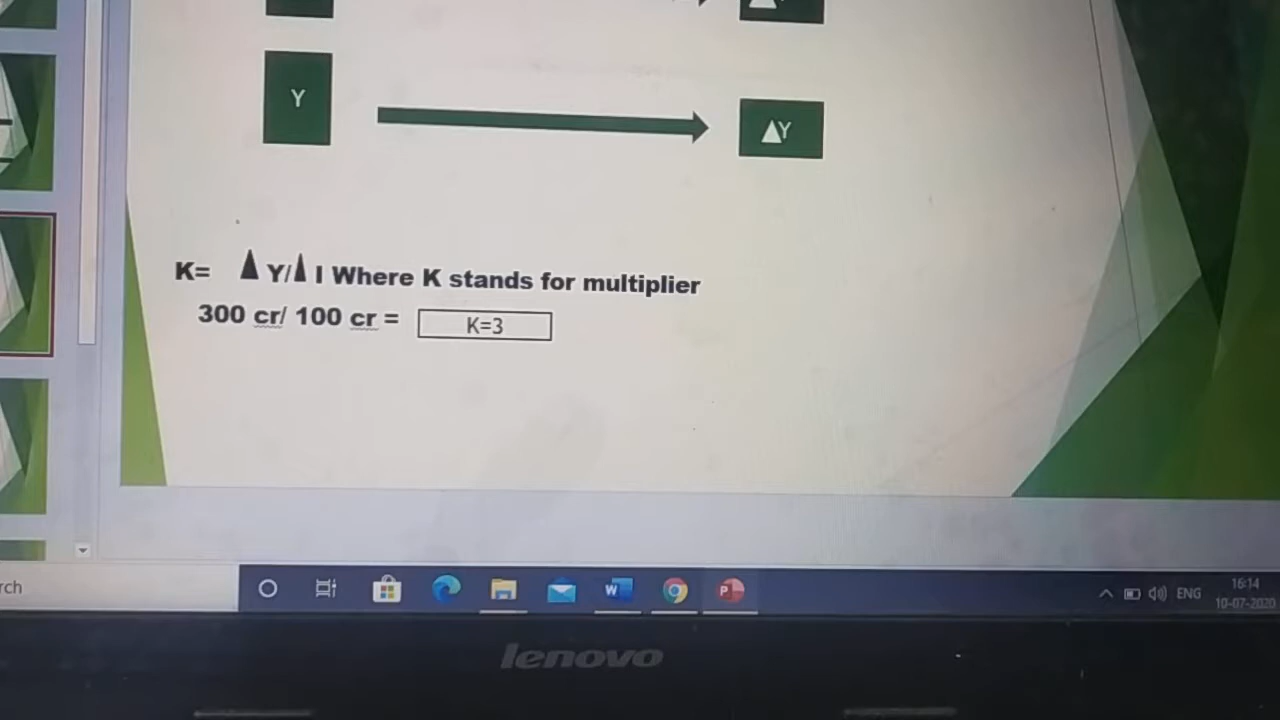 Y
▲Y
K= ▲ Y/▲ I Where K stands for multiplier
300 cr/ 100 cr = K=3
rch
ENG
16:14
10-07-2020
lenovo